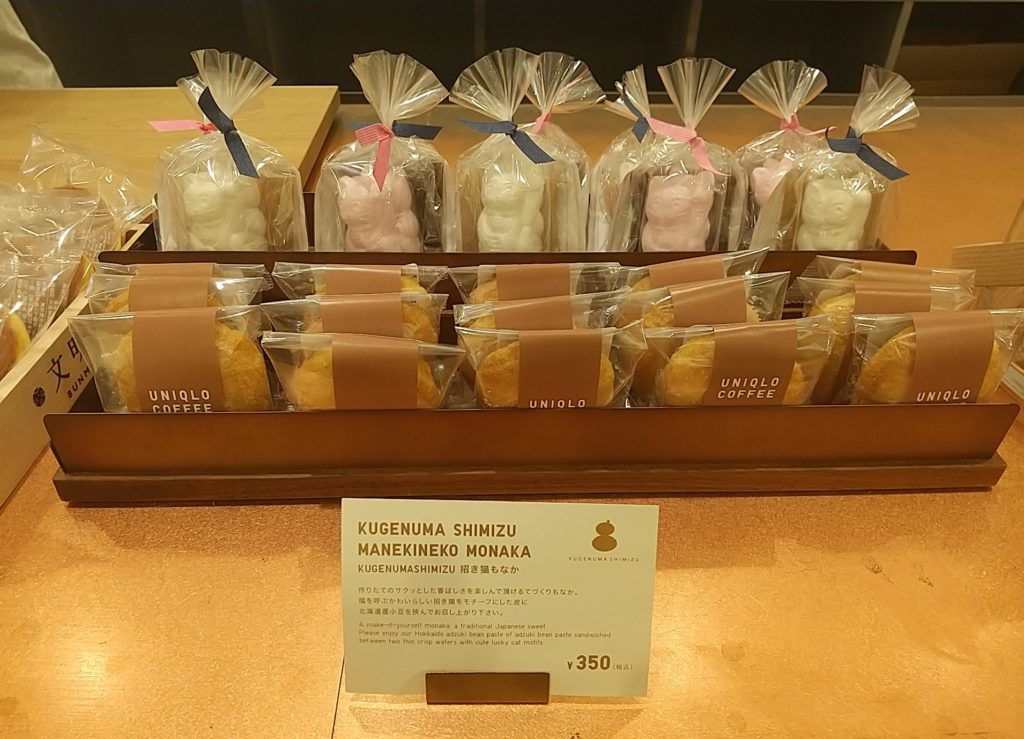 文明
BUNM
UNIQLO
COFFEE
UNIQLO
UNIQLO
COFFEE
UNIQLO
KUGENUMA SHIMIZU
MANEKINEKO MONAKA
KUGENUMASHIMIZU 招き猫もなか
KUGENUMA SHIMIZU
作りたてのサクッとした香ばしさを楽しんで頂けるてづくりもなか。
福を呼ぶかわいらしい招き猫をモチーフにした皮に
北海道産小豆を挟んでお召し上がり下さい。
A make-it-yourself monaka, a traditional Japanese sweet.
Please enjoy our Hokkaido adzuki bean paste of adzuki bean paste sandwiched
between two thin crisp wafers with cute lucky cat motifs.
¥350(税込)